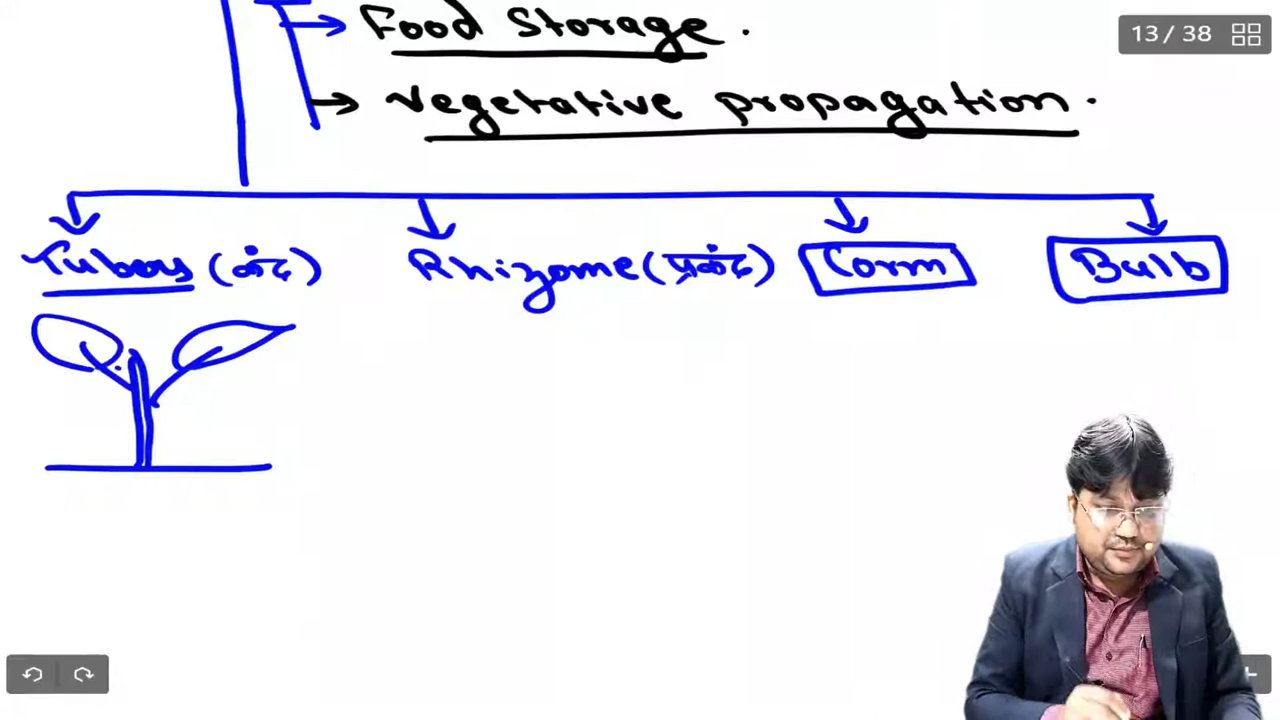 13 / 38
→ Food Storage.
→ Vegetative propagation.
Tubers (कंद) Rhizome (प्रकंद) Corm Bulb